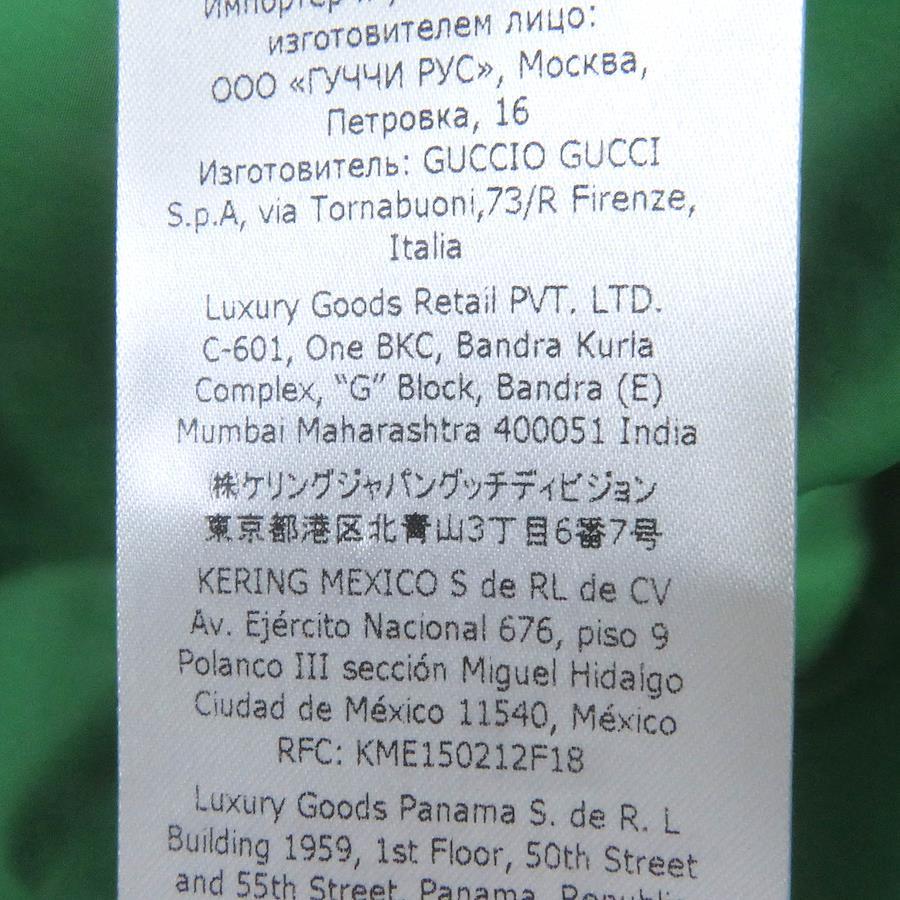 Импортер
изготовителем лицо:
ООО «ГУЧЧИ РУС», Москва,
Петровка, 16
Изготовитель: GUCCIO GUCCI
S.p.A, via Tornabuoni,73/R Firenze,
Italia
Luxury Goods Retail PVT. LTD.
C-601, One BKC, Bandra Kurla
Complex, “G” Block, Bandra (E)
Mumbai Maharashtra 400051 India
㈱ケリングジャパングッチディビジョン
東京都港区北青山3丁目6番7号
KERING MEXICO S de RL de CV
Av. Ejército Nacional 676, piso 9
Polanco III sección Miguel Hidalgo
Ciudad de México 11540, México
RFC: KME150212F18
Luxury Goods Panama S. de R. L
Building 1959, 1st Floor, 50th Street
and 55th Street, Panama, Republic